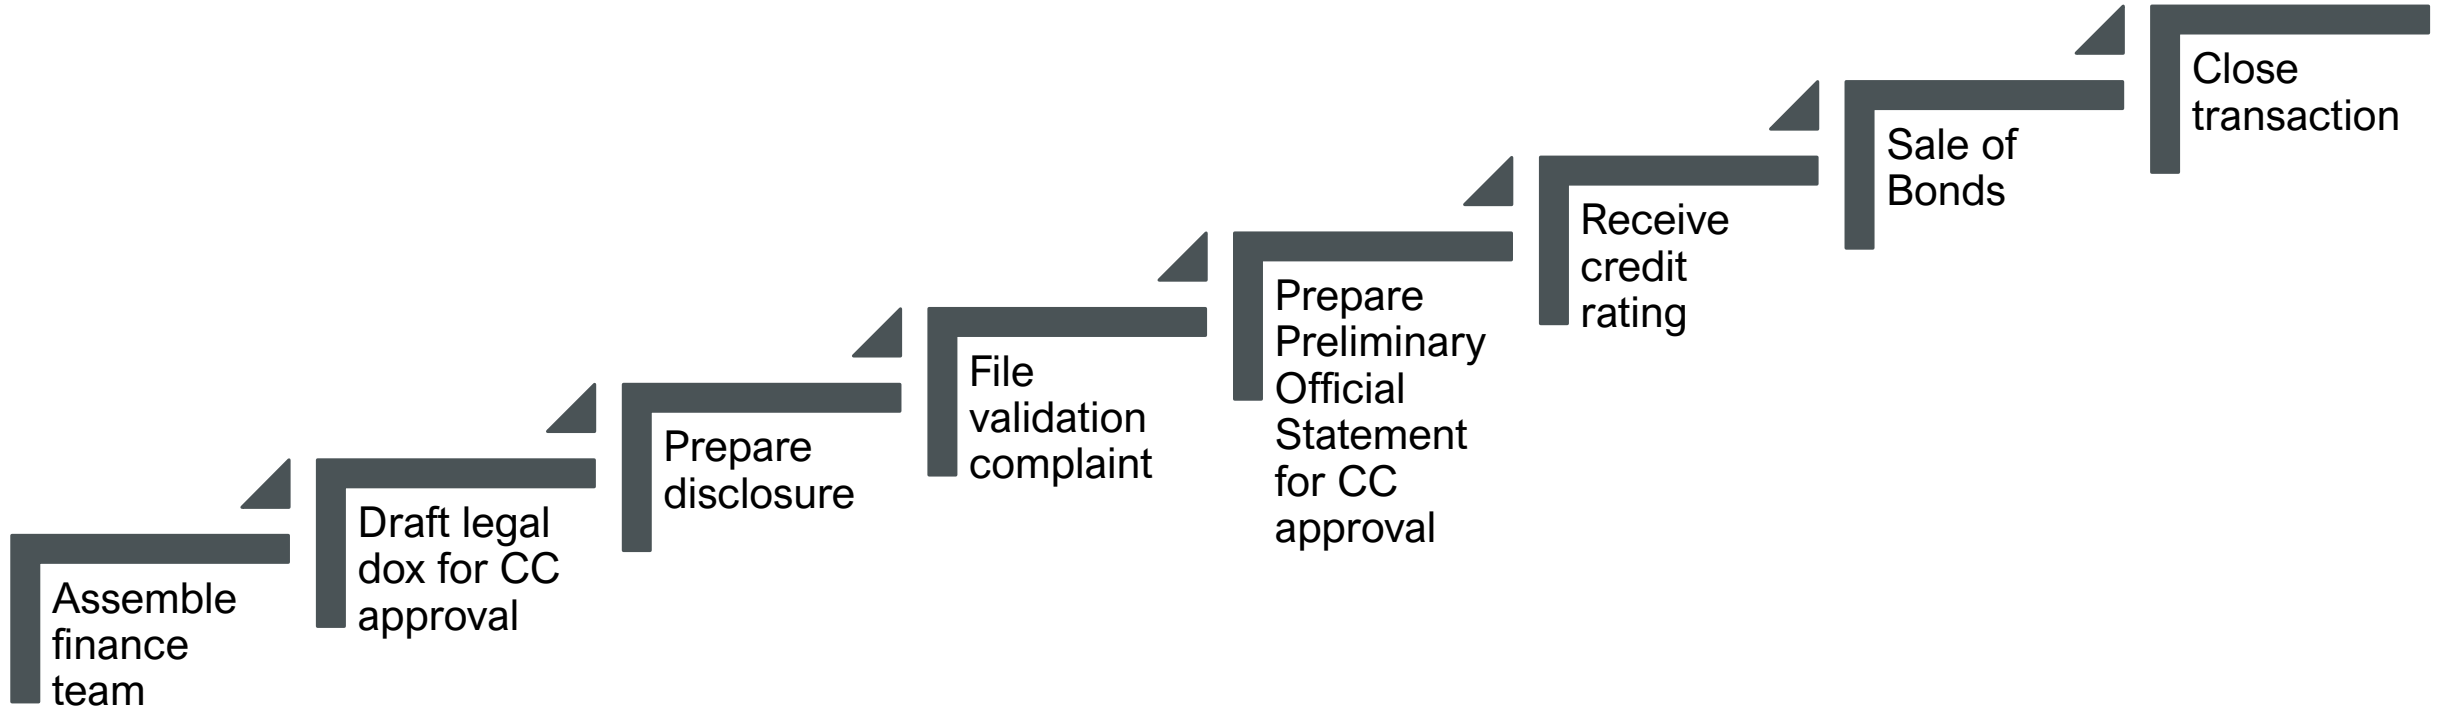 Assemble
finance
team
Draft legal
dox for CC
approval
Prepare
disclosure
File
validation
complaint
Prepare
Preliminary
Official
Statement
for CC
approval
Receive
credit
rating
Sale of
Bonds
Close
transaction